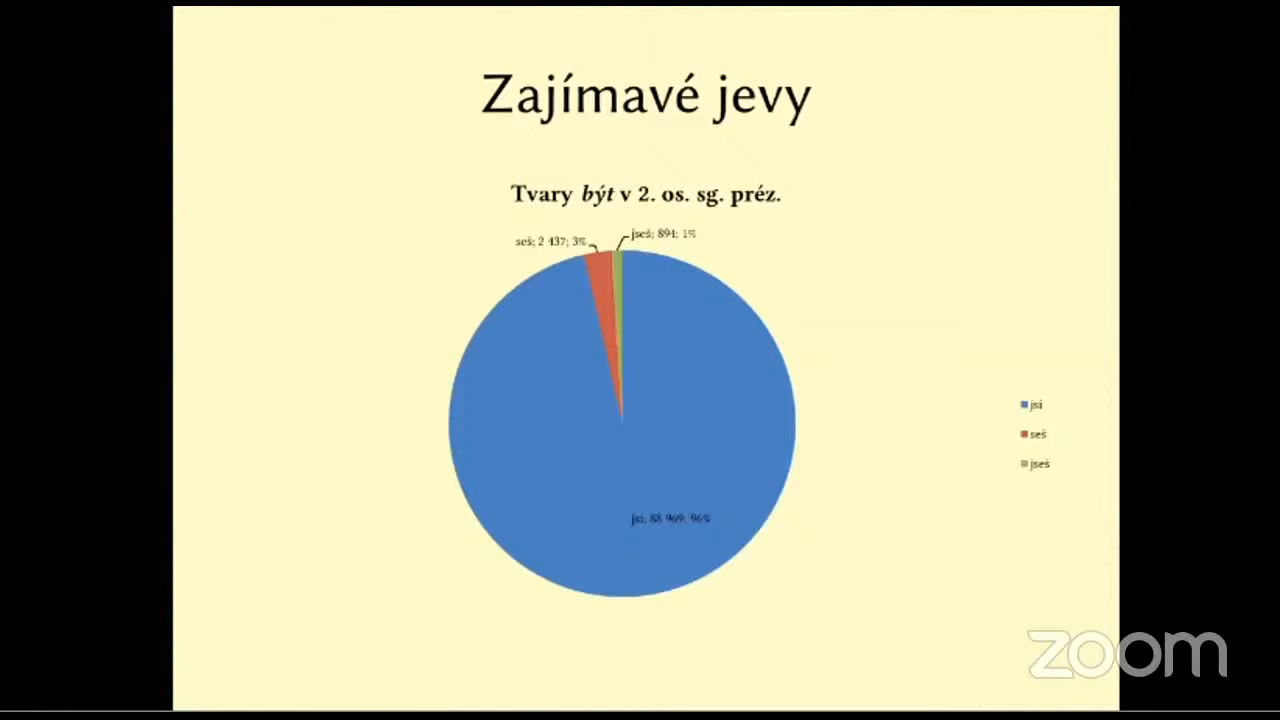 Zajímavé jevy
Tvary být v 2. os. sg. préz.
seš; 2 437; 3%
jseš; 894; 1%
jsi; 88 969; 96%
jsi
seš
jseš
zoom